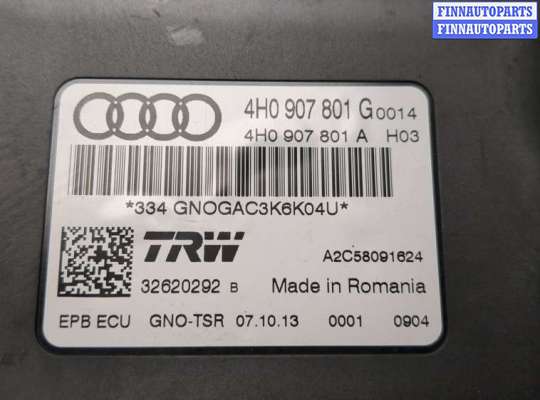 FINNAUTOPARTS
FINNAUTOPARTS
4H0 907 801 G 0014
4H0 907 801 A H03
*334 GNOGAC3K6K04U*
TRW
A2C58091624
32620292 B Made in Romania
EPB ECU GNO-TSR 07.10.13 0001 0904